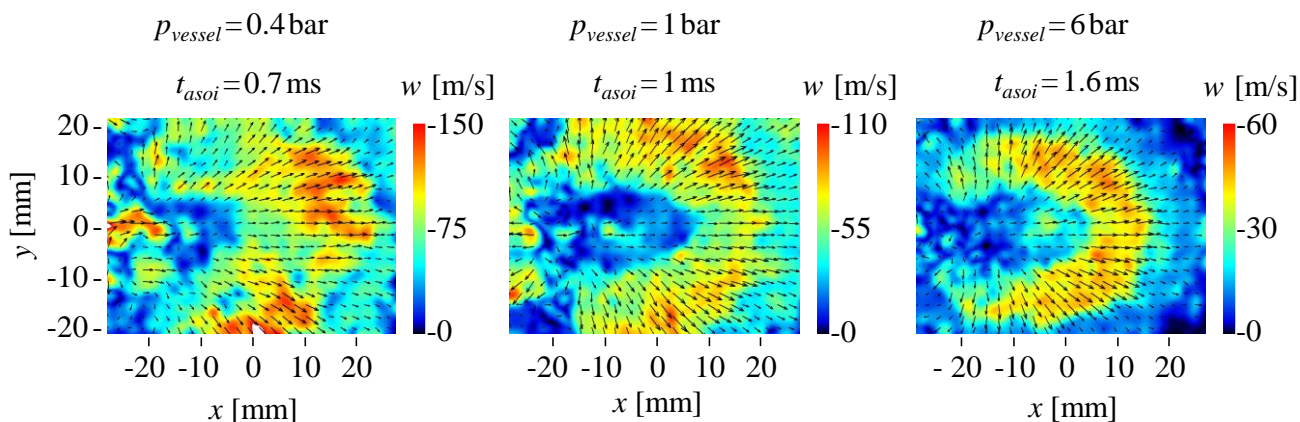 p_vessel=0.4 bar p_vessel=1 bar p_vessel=6 bar
t_asoi=0.7 ms w [m/s] t_asoi=1 ms w [m/s] t_asoi=1.6 ms w [m/s]
20 - -150 -110 -60
10 -
0 - -75 -55 -30
-10 -
-20 - -0 -0 -0
y [mm]
-20 -10 0 10 20 -20 -10 0 10 20 - 20 -10 0 10 20
x [mm] x [mm] x [mm]